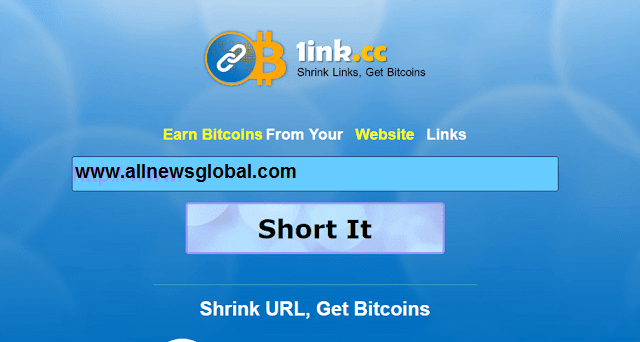 1ink.cc
Shrink Links, Get Bitcoins
Earn Bitcoins From Your Website Links
www.allnewsglobal.com
Short It
Shrink URL, Get Bitcoins